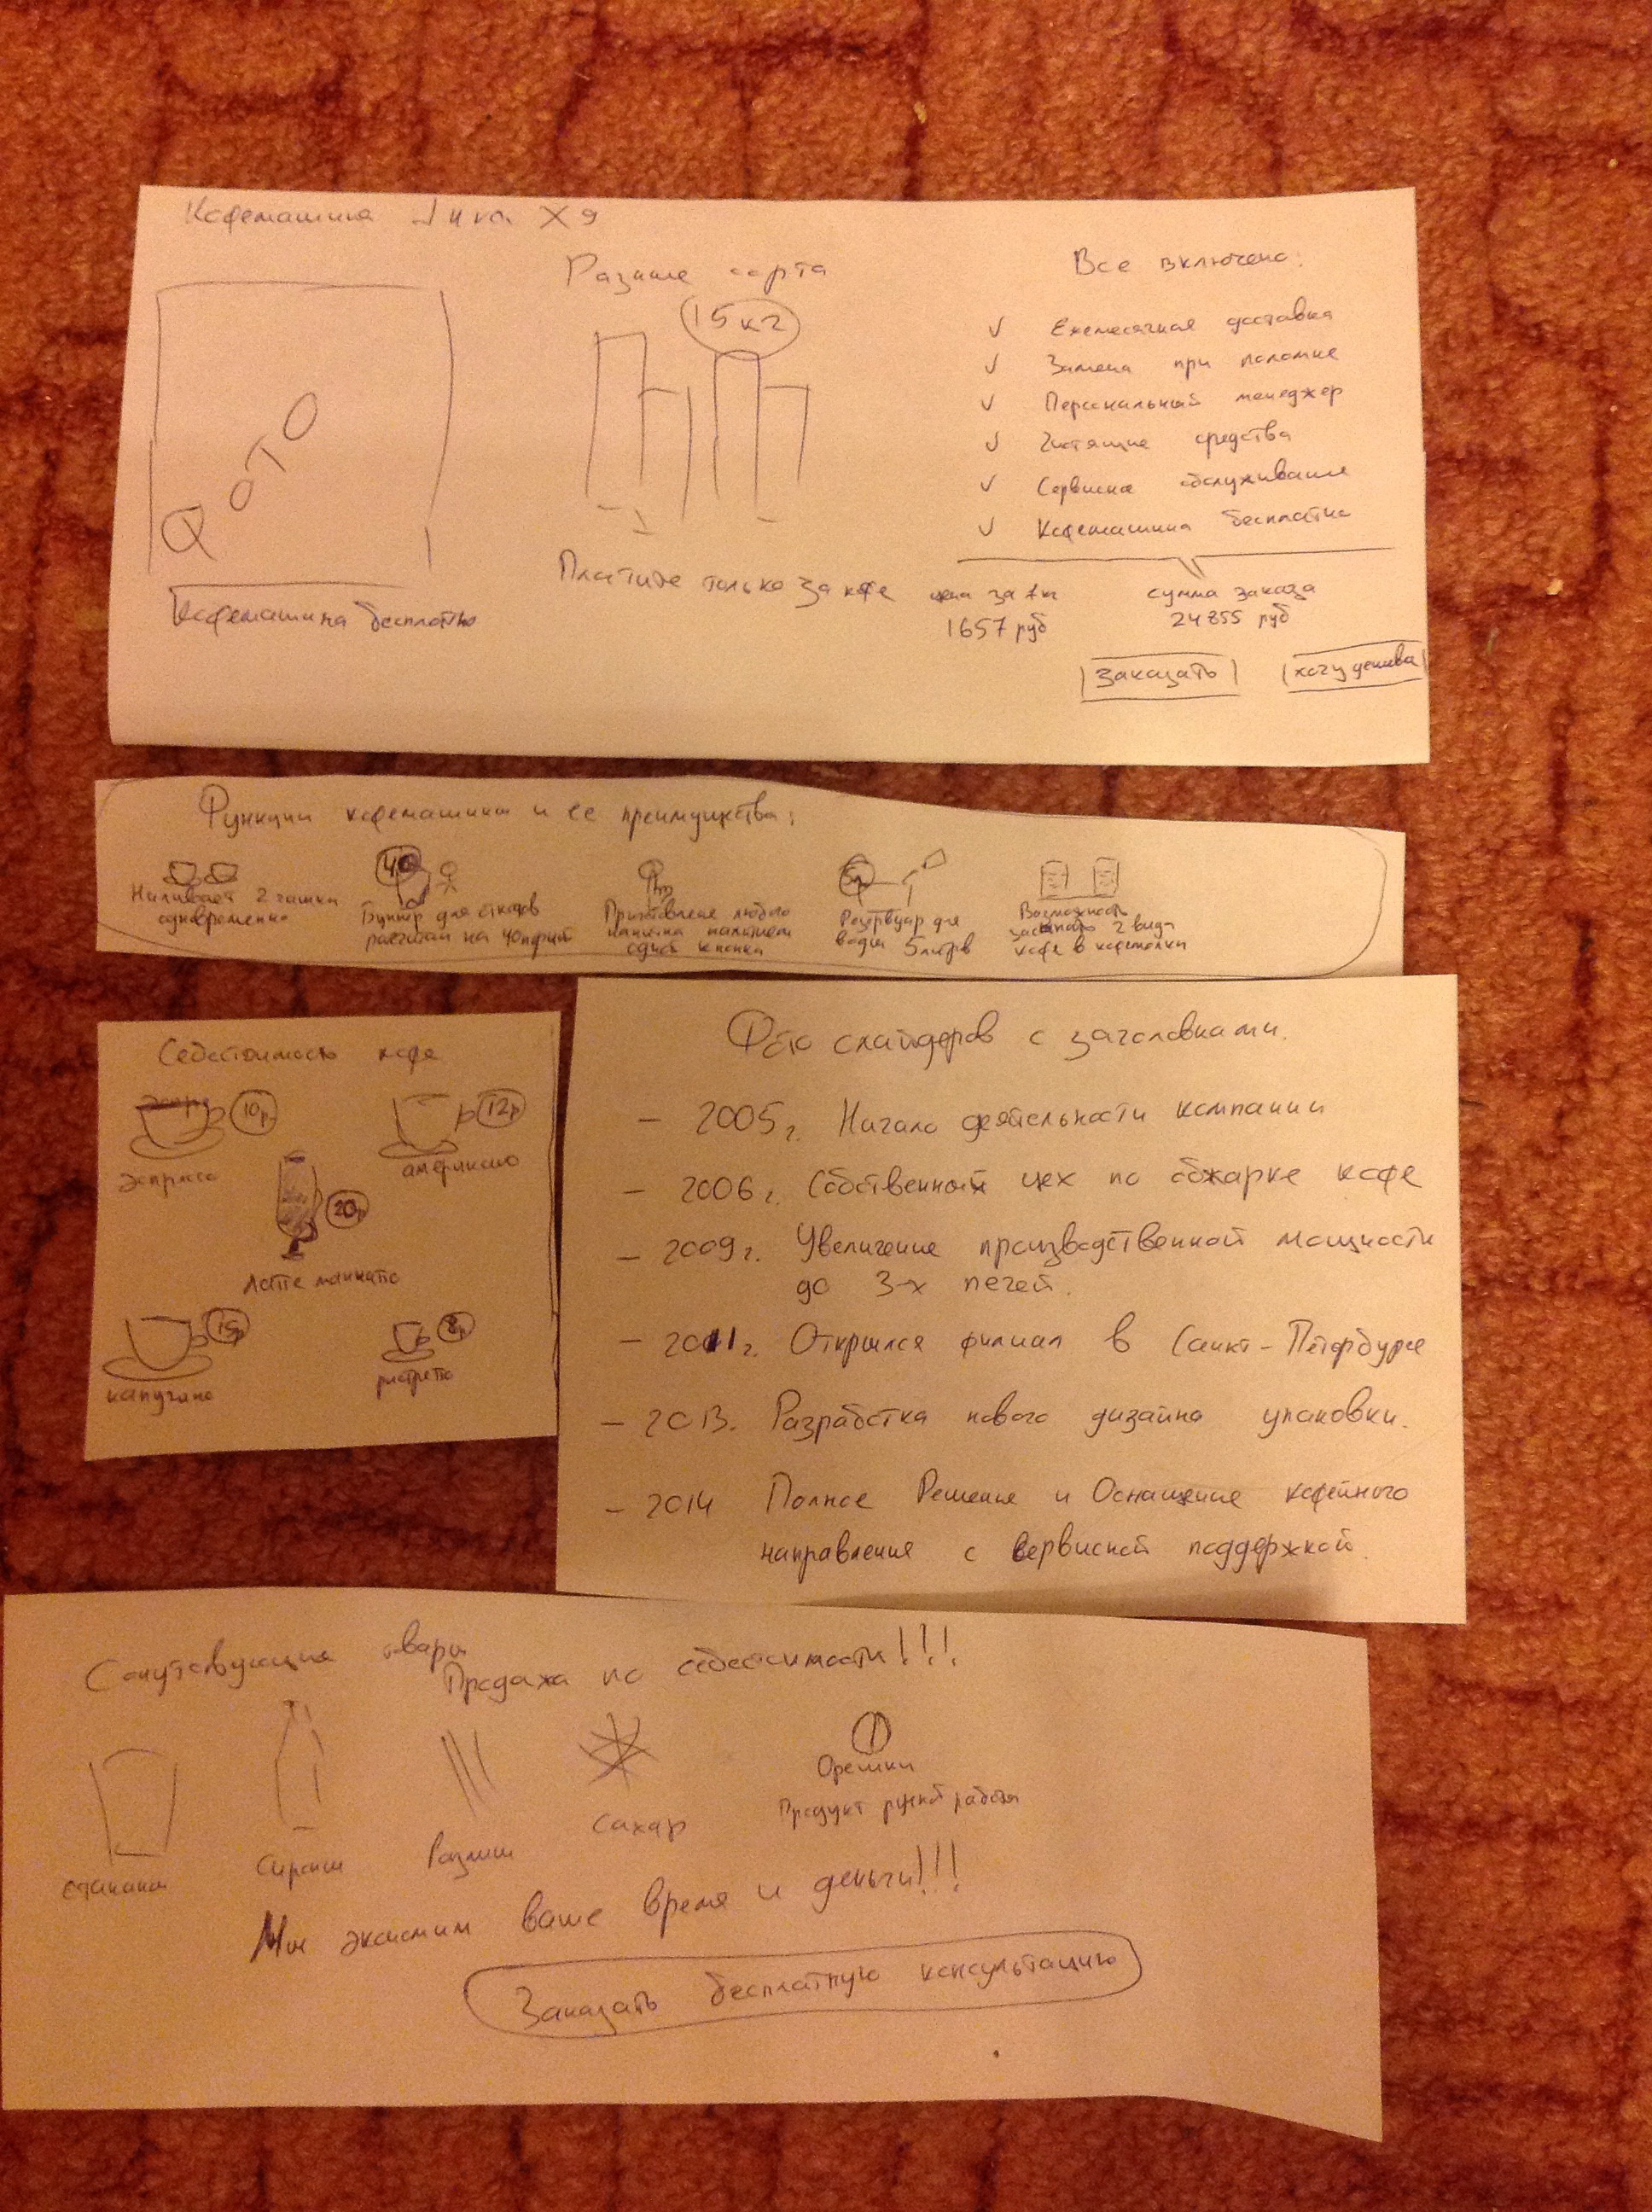 Кофемашина Jura X9
Разные сорта
15 кг
Фото
Кофемашина бесплатно
Платите только за кофе
Все включено:
✓ Ежемесячная доставка
✓ Замена при поломке
✓ Персональный менеджер
✓ Чистящие средства
✓ Сервисное обслуживание
✓ Кофемашина бесплатно
цена за 1 кг
1657 руб
сумма заказа
24855 руб
Заказать
хочу дешевле
Функции кофемашины и ее преимущества:
Наливает 2 чашки
одновременно
40
Бункер для отходов
расчитан на 40 порций
Приготовление любого
напитка нажатием
одной кнопки
5л
Резервуар для
воды 5 литров
Возможность
засыпать 2 вида
кофе в кофемолки
Себестоимость кофе
10р
эспрессо
12р
американо
20р
Латте маккиато
15р
капучино
8р
ристретто
Фото слайдеров с заголовками.
- 2005г. Начало деятельности компании
- 2006г. Собственный цех по обжарке кофе
- 2009г. Увеличение производственной мощности
до 3-х печей.
- 2011г. Открылся филиал в Санкт-Петербурге
- 2013. Разработка нового дизайна упаковки.
- 2014 Полное Решение и Оснащение кофейного
направления с сервисной поддержкой.
Сопутсвующие товары
Продажа по себестоимости!!!
стаканы
Сиропы
Размеш
Сахар
Орешки
Продукт ручной работы
Мы экономим ваше время и деньги!!!
Заказать бесплатную консультацию